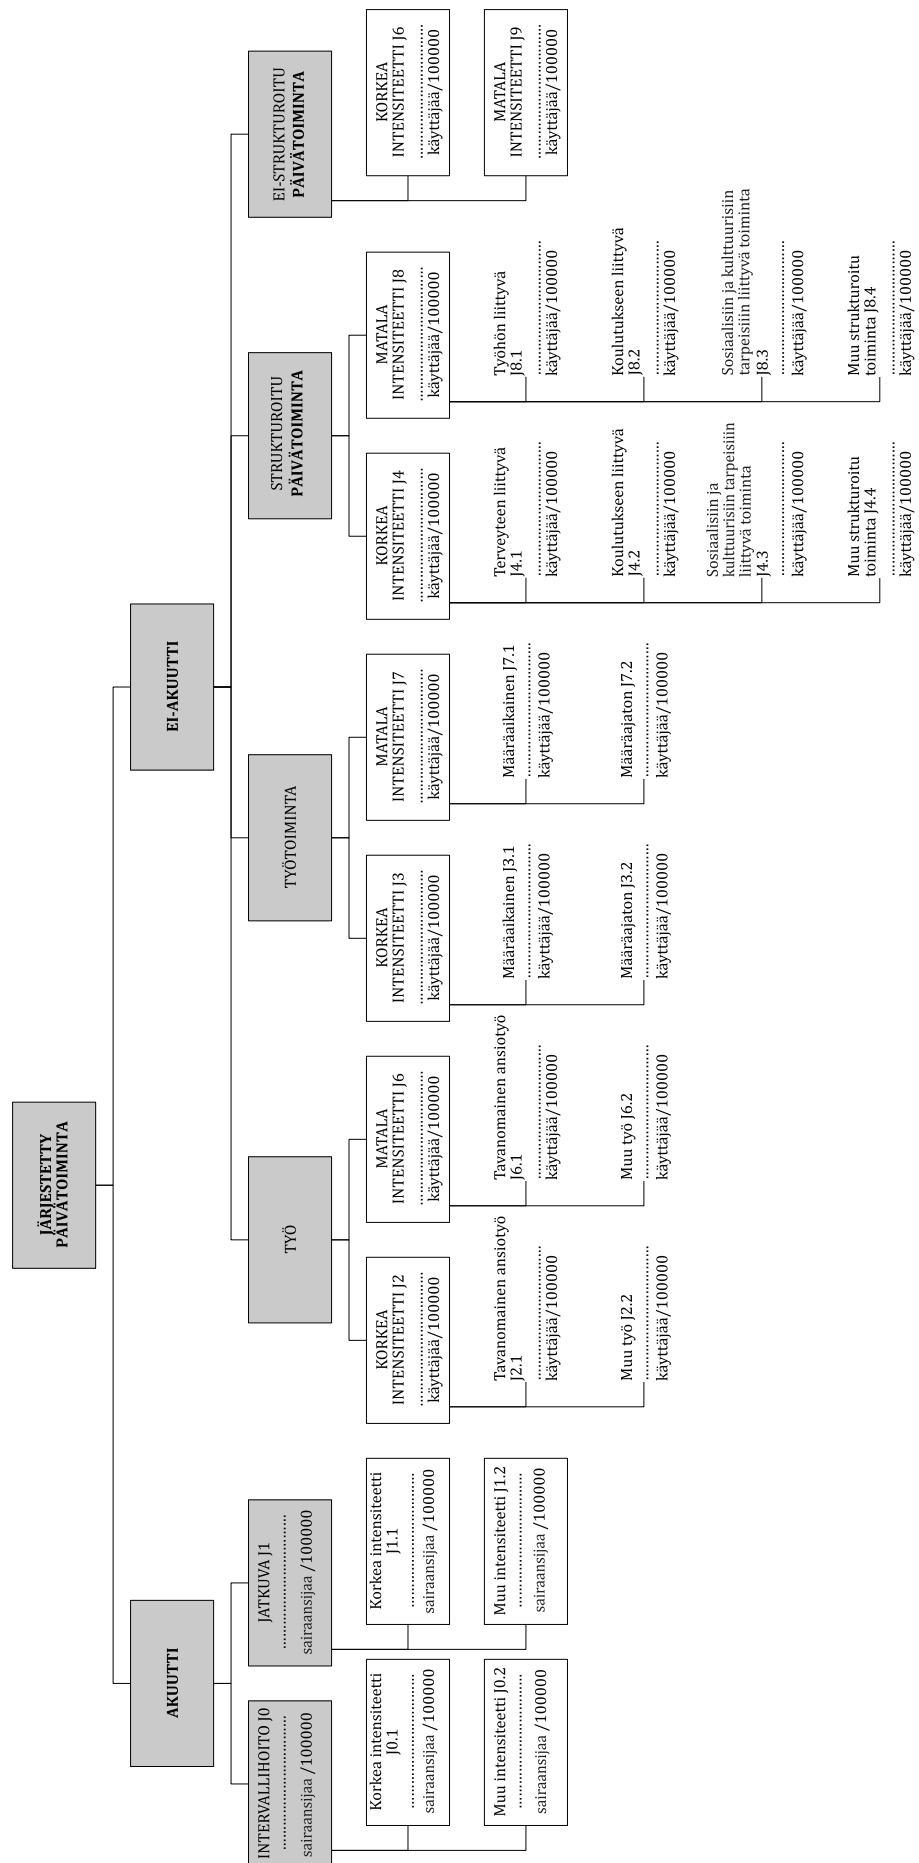 JÄRJESTETTY
PÄIVÄTOIMINTA
AKUUTTI
EI-AKUUTTI
INTERVALLIHOITO J0
..............................
sairaansijaa /100000
JATKUVA J1
..............................
sairaansijaa /100000
TYÖ
TYÖTOIMINTA
STRUKTUROITU
PÄIVÄTOIMINTA
EI-STRUKTUROITU
PÄIVÄTOIMINTA
Korkea intensiteetti
J0.1
..............................
sairaansijaa /100000
Muu intensiteetti J0.2
..............................
sairaansijaa /100000
Korkea intensiteetti
J1.1
..............................
sairaansijaa /100000
Muu intensiteetti J1.2
..............................
sairaansijaa /100000
KORKEA
INTENSITEETTI J2
..............................
käyttäjää/100000
Tavanomainen ansiotyö
J2.1
..............................
käyttäjää/100000
Muu työ J2.2
..............................
käyttäjää/100000
MATALA
INTENSITEETTI J6
..............................
käyttäjää/100000
Tavanomainen ansiotyö
J6.1
..............................
käyttäjää/100000
Muu työ J6.2
..............................
käyttäjää/100000
KORKEA
INTENSITEETTI J3
..............................
käyttäjää/100000
Määräaikainen J3.1
..............................
käyttäjää/100000
Määräajaton J3.2
..............................
käyttäjää/100000
MATALA
INTENSITEETTI J7
..............................
käyttäjää/100000
Määräaikainen J7.1
..............................
käyttäjää/100000
Määräajaton J7.2
..............................
käyttäjää/100000
KORKEA
INTENSITEETTI J4
..............................
käyttäjää/100000
Terveyteen liittyvä
J4.1
..............................
käyttäjää/100000
Koulutukseen liittyvä
J4.2
..............................
käyttäjää/100000
Sosiaalisiin ja
kulttuurisiin tarpeisiin
liittyvä toiminta
J4.3
..............................
käyttäjää/100000
Muu strukturoitu
toiminta J4.4
..............................
käyttäjää/100000
MATALA
INTENSITEETTI J8
..............................
käyttäjää/100000
Työhön liittyvä
J8.1
..............................
käyttäjää/100000
Koulutukseen liittyvä
J8.2
..............................
käyttäjää/100000
Sosiaalisiin ja kulttuurisiin
tarpeisiin liittyvä toiminta
J8.3
..............................
käyttäjää/100000
Muu strukturoitu
toiminta J8.4
..............................
käyttäjää/100000
KORKEA
INTENSITEETTI J6
..............................
käyttäjää/100000
MATALA
INTENSITEETTI J9
..............................
käyttäjää/100000